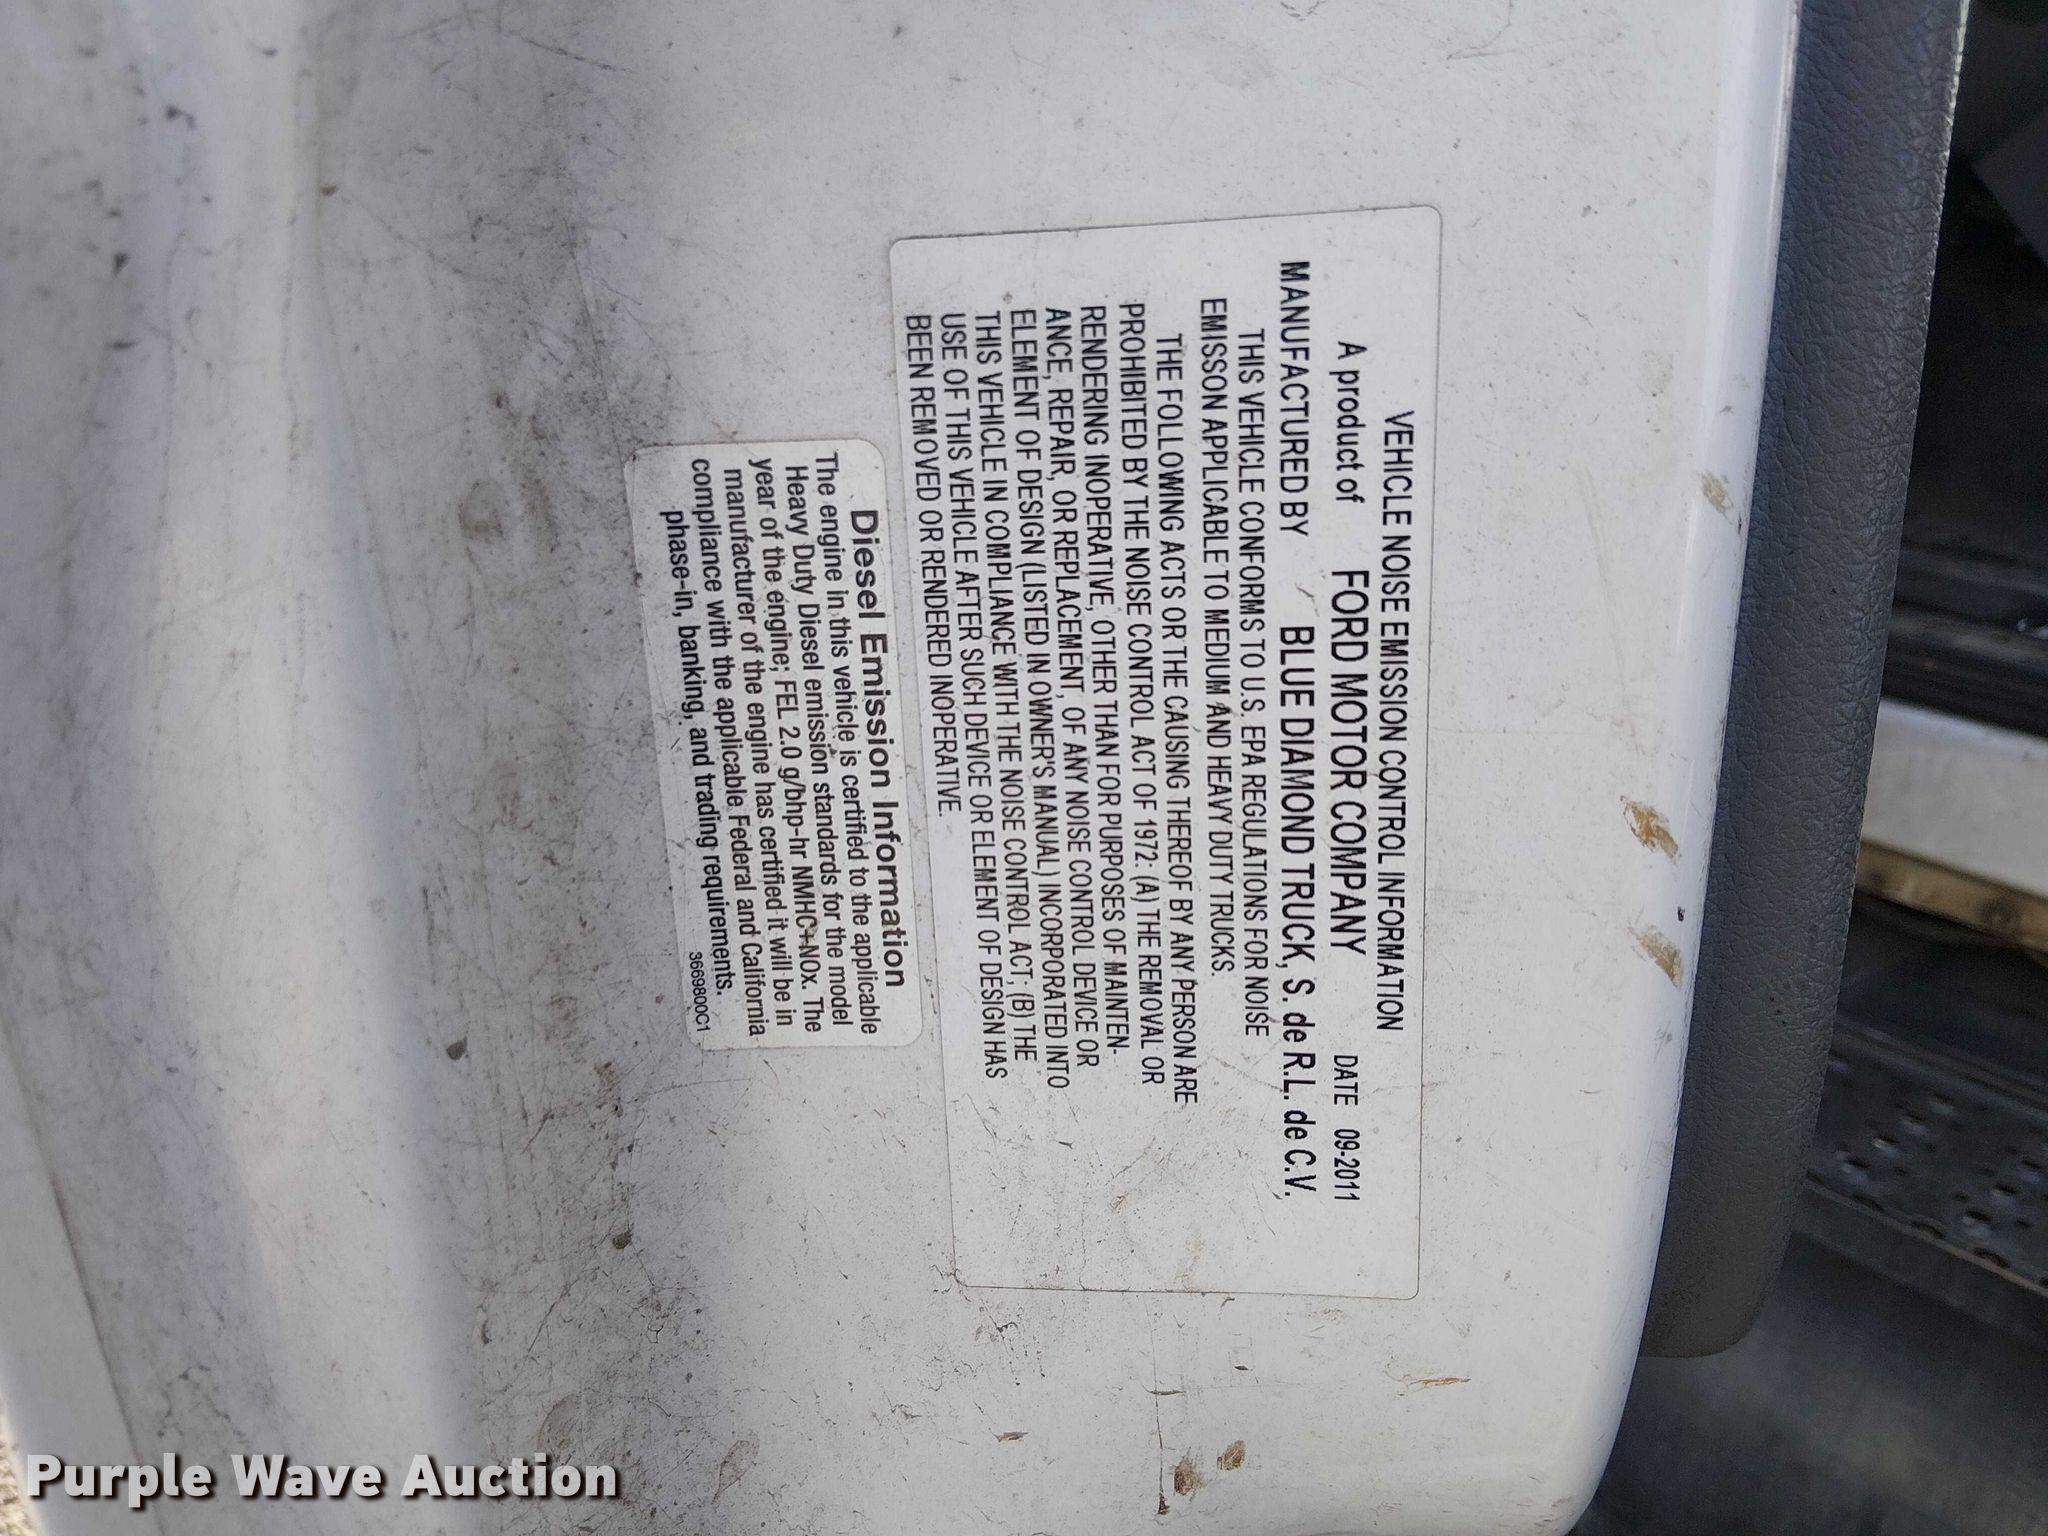 VEHICLE NOISE EMISSION CONTROL INFORMATION
A product of FORD MOTOR COMPANY DATE 09-2011
MANUFACTURED BY BLUE DIAMOND TRUCK, S. de R.L. de C.V.
THIS VEHICLE CONFORMS TO U.S. EPA REGULATIONS FOR NOISE
EMISSON APPLICABLE TO MEDIUM AND HEAVY DUTY TRUCKS.
THE FOLLOWING ACTS OR THE CAUSING THEREOF BY ANY PERSON ARE
PROHIBITED BY THE NOISE CONTROL ACT OF 1972: (A) THE REMOVAL OR
RENDERING INOPERATIVE, OTHER THAN FOR PURPOSES OF MAINTEN-
ANCE, REPAIR, OR REPLACEMENT, OF ANY NOISE CONTROL DEVICE OR
ELEMENT OF DESIGN (LISTED IN OWNER'S MANUAL) INCORPORATED INTO
THIS VEHICLE IN COMPLIANCE WITH THE NOISE CONTROL ACT; (B) THE
USE OF THIS VEHICLE AFTER SUCH DEVICE OR ELEMENT OF DESIGN HAS
BEEN REMOVED OR RENDERED INOPERATIVE.
Diesel Emission Information
The engine in this vehicle is certified to the applicable
Heavy Duty Diesel emission standards for the model
year of the engine; FEL 2.0 g/bhp-hr NMHC+NOx. The
manufacturer of the engine has certified it will be in
compliance with the applicable Federal and California
phase-in, banking, and trading requirements.
3669800C1
Purple Wave Auction